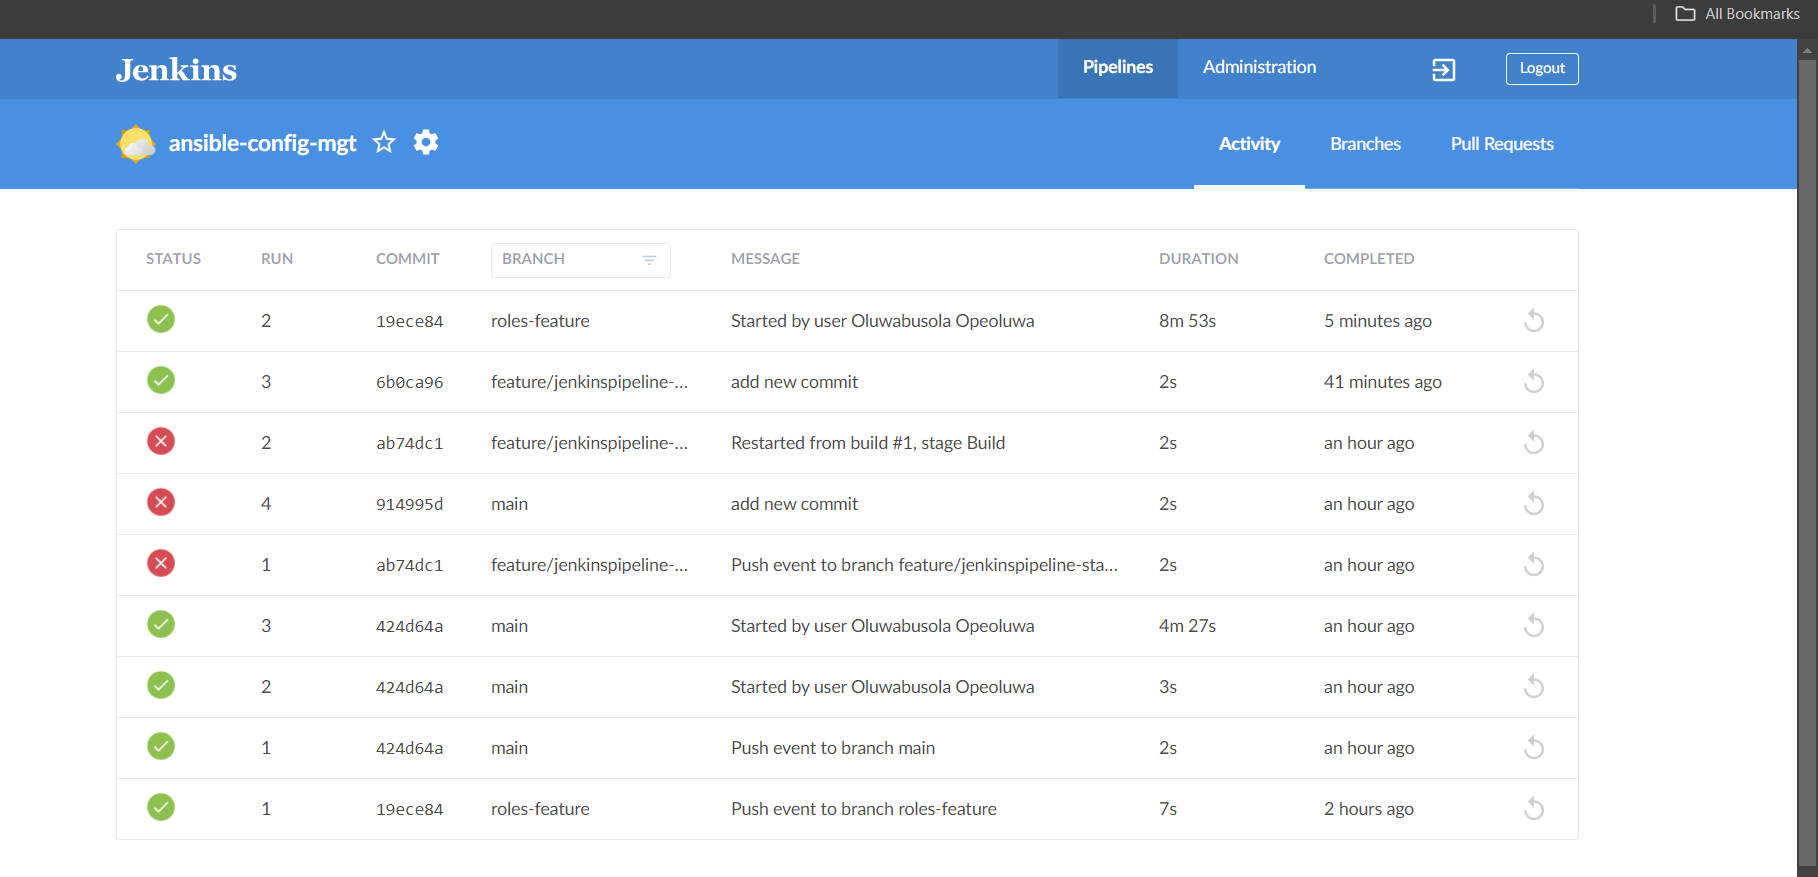 All Bookmarks
Jenkins Pipelines Administration Logout
ansible-config-mgt Activity Branches Pull Requests
STATUS RUN COMMIT BRANCH MESSAGE DURATION COMPLETED
2 19ece84 roles-feature Started by user Oluwabusola Opeoluwa 8m 53s 5 minutes ago
3 6b0ca96 feature/jenkinspipeline-... add new commit 2s 41 minutes ago
2 ab74dc1 feature/jenkinspipeline-... Restarted from build #1, stage Build 2s an hour ago
4 914995d main add new commit 2s an hour ago
1 ab74dc1 feature/jenkinspipeline-... Push event to branch feature/jenkinspipeline-sta... 2s an hour ago
3 424d64a main Started by user Oluwabusola Opeoluwa 4m 27s an hour ago
2 424d64a main Started by user Oluwabusola Opeoluwa 3s an hour ago
1 424d64a main Push event to branch main 2s an hour ago
1 19ece84 roles-feature Push event to branch roles-feature 7s 2 hours ago